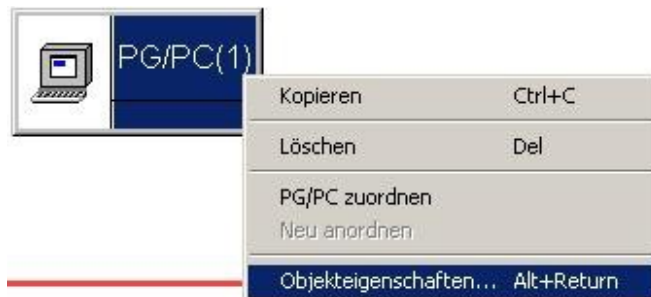 PG/PC(1)
Kopieren Ctrl+C
Löschen Del
PG/PC zuordnen
Neu anordnen
Objekteigenschaften... Alt+Return